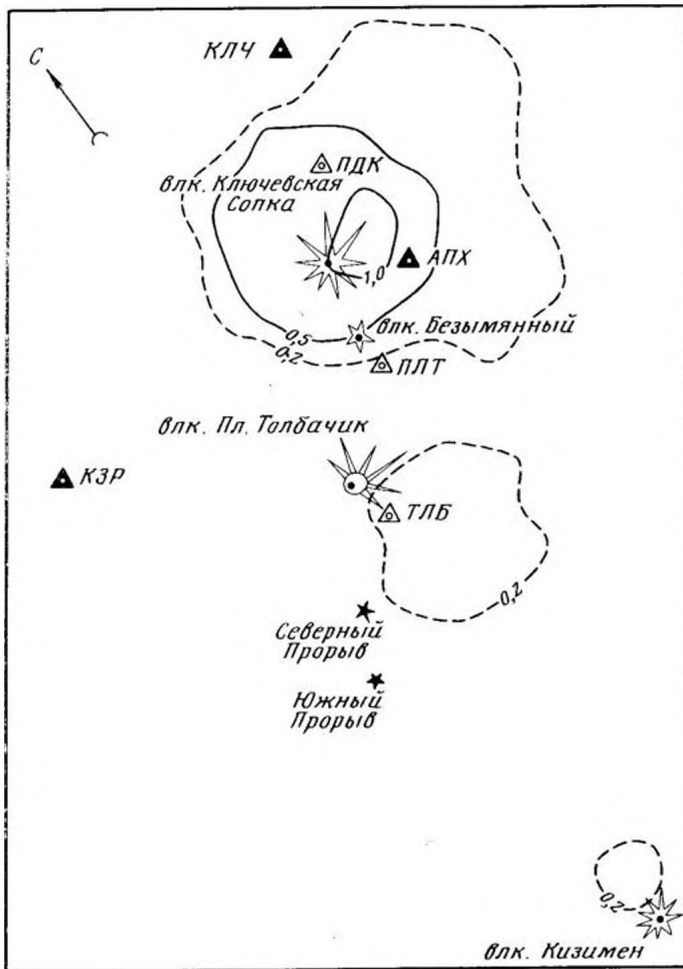 КЛЧ
С
ПДК
влк. Ключевская
Сопка
АПХ
1,0
влк. Безымянный
0,5
0,2
ПЛТ
влк. Пл. Толбачик
КЗР
ТЛБ
0,2
Северный
Прорыв
Южный
Прорыв
0,2
влк. Кизимен